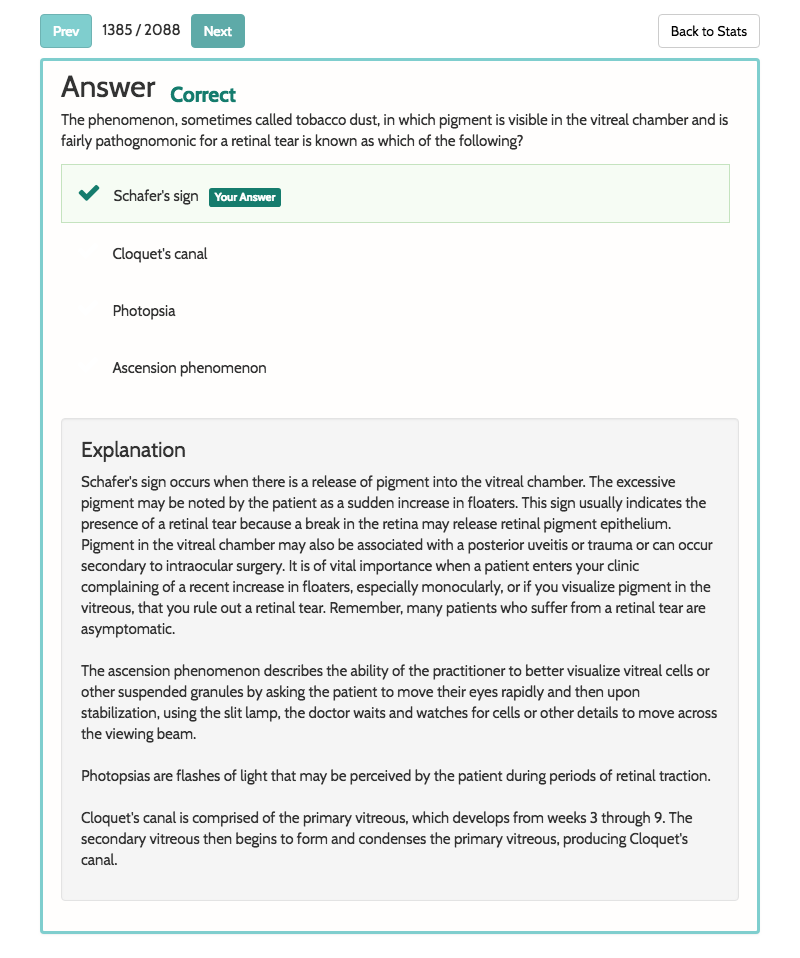 Prev 1385 / 2088 Next Back to Stats
Answer Correct
The phenomenon, sometimes called tobacco dust, in which pigment is visible in the vitreal chamber and is
fairly pathognomonic for a retinal tear is known as which of the following?
Schafer's sign Your Answer
Cloquet's canal
Photopsia
Ascension phenomenon
Explanation
Schafer's sign occurs when there is a release of pigment into the vitreal chamber. The excessive
pigment may be noted by the patient as a sudden increase in floaters. This sign usually indicates the
presence of a retinal tear because a break in the retina may release retinal pigment epithelium.
Pigment in the vitreal chamber may also be associated with a posterior uveitis or trauma or can occur
secondary to intraocular surgery. It is of vital importance when a patient enters your clinic
complaining of a recent increase in floaters, especially monocularly, or if you visualize pigment in the
vitreous, that you rule out a retinal tear. Remember, many patients who suffer from a retinal tear are
asymptomatic.
The ascension phenomenon describes the ability of the practitioner to better visualize vitreal cells or
other suspended granules by asking the patient to move their eyes rapidly and then upon
stabilization, using the slit lamp, the doctor waits and watches for cells or other details to move across
the viewing beam.
Photopsias are flashes of light that may be perceived by the patient during periods of retinal traction.
Cloquet's canal is comprised of the primary vitreous, which develops from weeks 3 through 9. The
secondary vitreous then begins to form and condenses the primary vitreous, producing Cloquet's
canal.